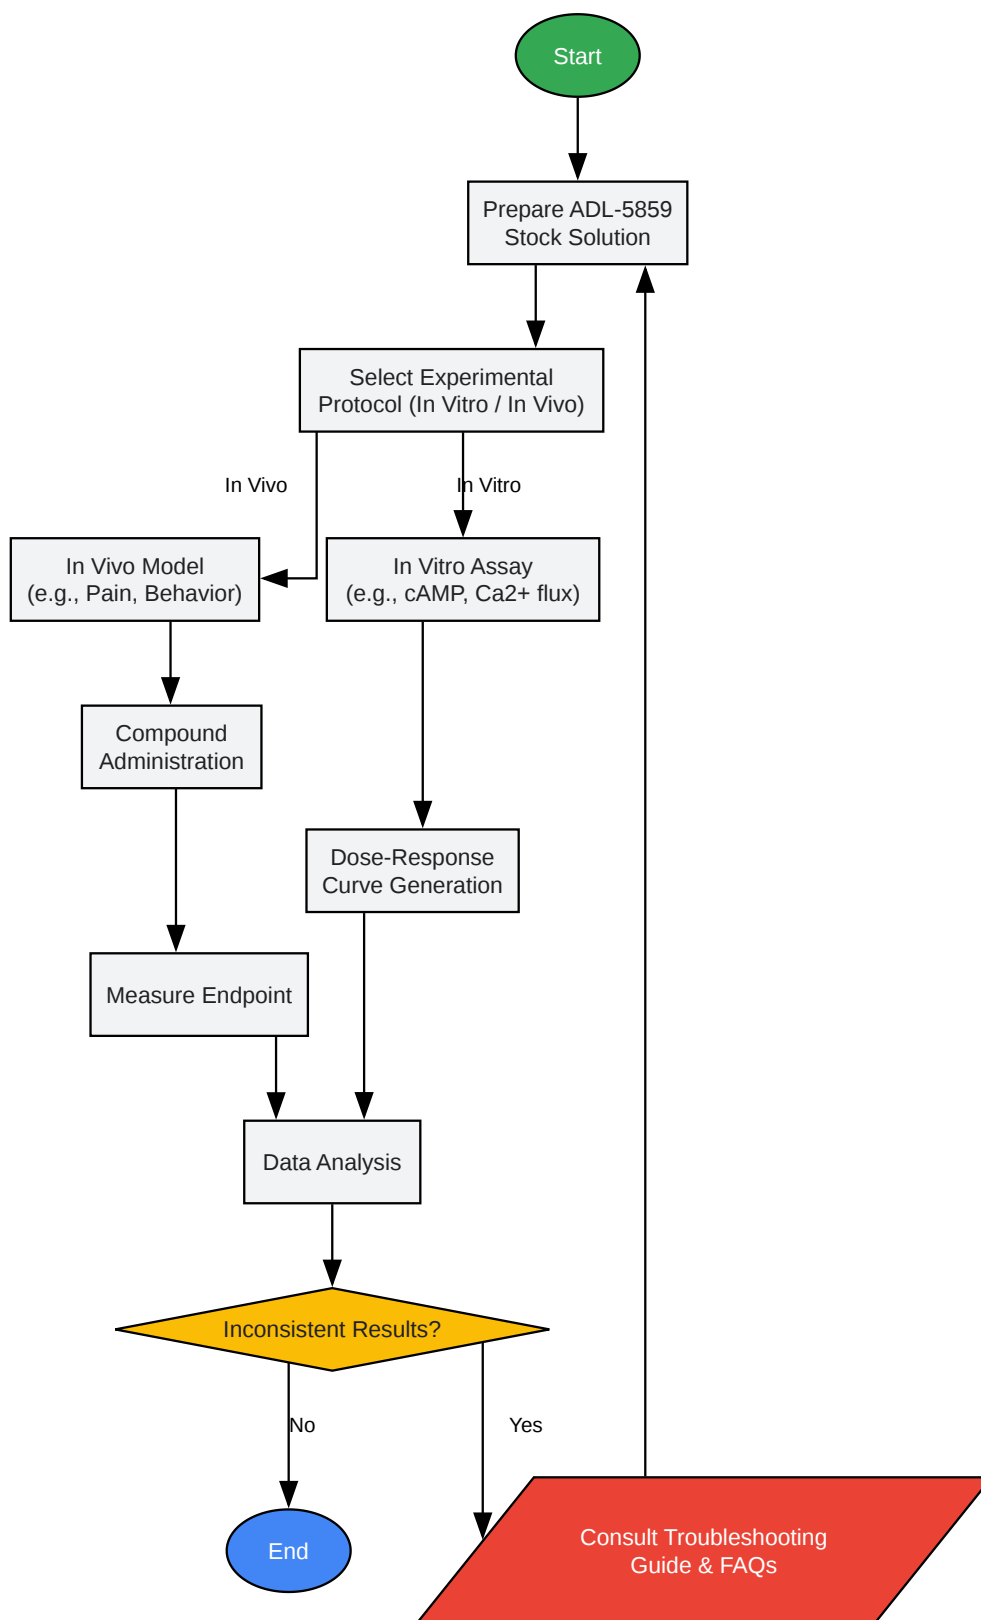 Start
Prepare ADL-5859
Stock Solution
Select Experimental
Protocol (In Vitro / In Vivo)
In Vivo
In Vitro
In Vivo Model
(e.g., Pain, Behavior)
In Vitro Assay
(e.g., cAMP, Ca2+ flux)
Compound
Administration
Dose-Response
Curve Generation
Measure Endpoint
Data Analysis
Inconsistent Results?
No
Yes
End
Consult Troubleshooting
Guide & FAQs